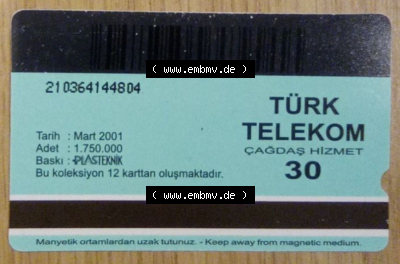 ( www.embmv.de )
210364144804
TÜRK
TELEKOM
ÇAĞDAŞ HİZMET
30
Tarih : Mart 2001
Adet : 1.750.000
Baskı : PLASTEKNİK
Bu koleksiyon 12 karttan oluşmaktadır.
( www.embmv.de )
Manyetik ortamlardan uzak tutunuz. - Keep away from magnetic medium.